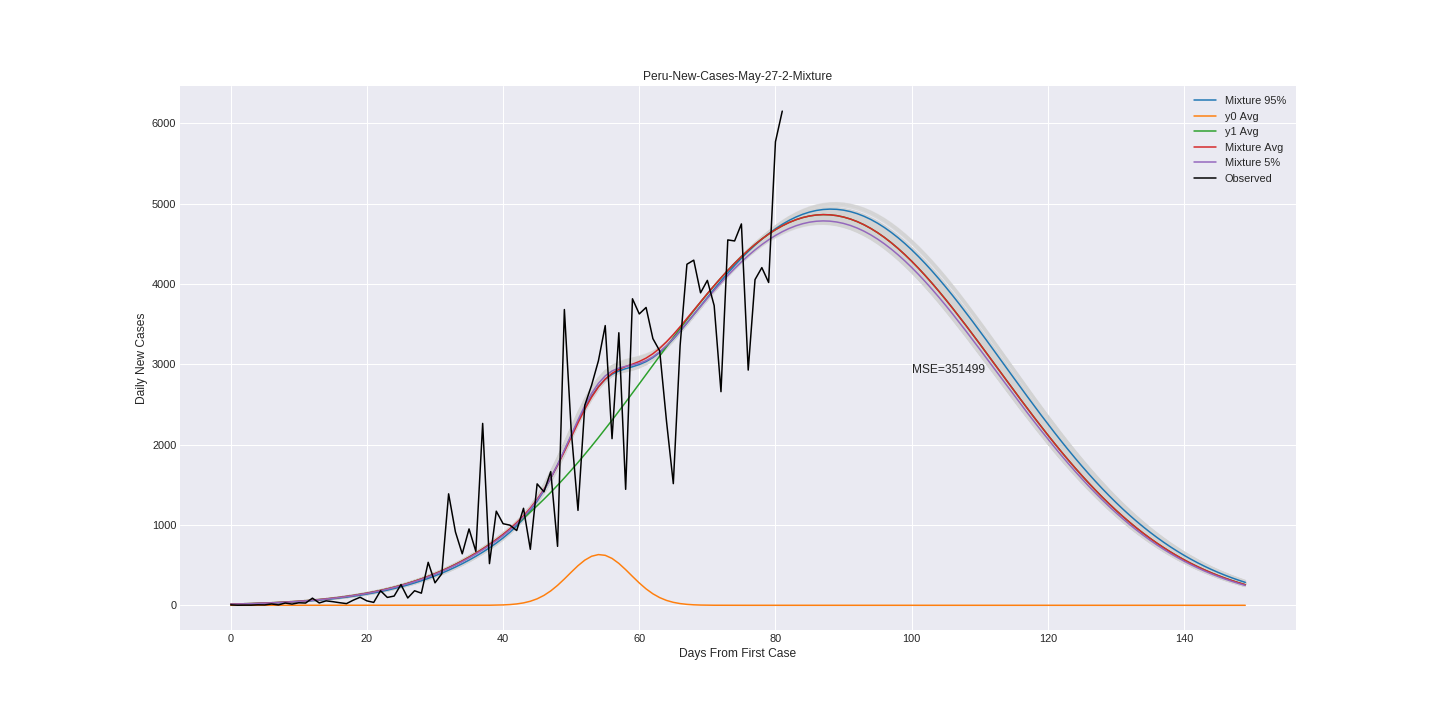 Peru-New-Cases-May-27-2-Mixture
Mixture 95%
y0 Avg
y1 Avg
Mixture Avg
Mixture 5%
Observed
6000
5000
4000
3000
2000
1000
0
Daily New Cases
MSE=351499
0 20 40 60 80 100 120 140
Days From First Case